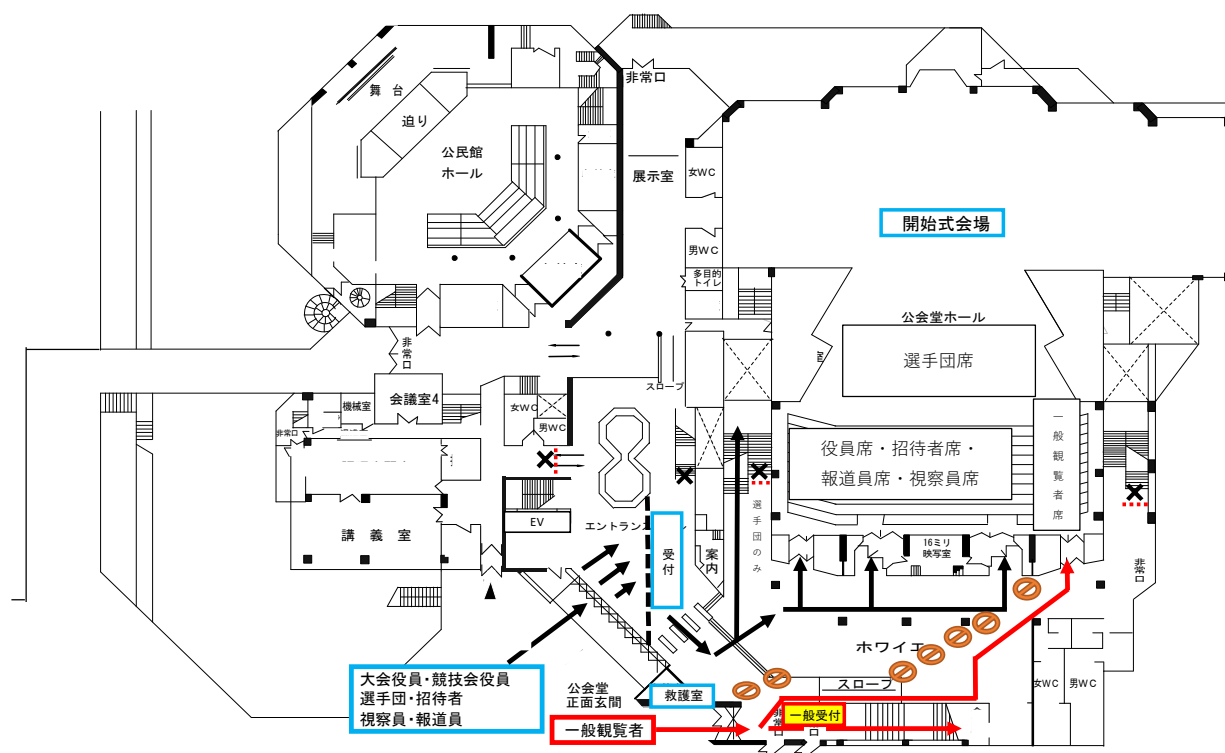 非常口
舞台
迫り
公民館
ホール
展示室
女WC
男WC
多目的
トイレ
開始式会場
公会堂ホール
選手団席
室
非常口
スロープ
会議室4
機械室
非常口
女WC
男WC
役員席・招待者席・
報道員席・視察員席
一般観覧者席
EV
エントランス
受付
案内
選手団のみ
16ミリ
映写室
非常口
講義室
ホワイエ
大会役員・競技会役員
選手団・招待者
視察員・報道員
公会堂
正面玄関
救護室
スロープ
女WC
男WC
一般観覧者
非常口
一般受付